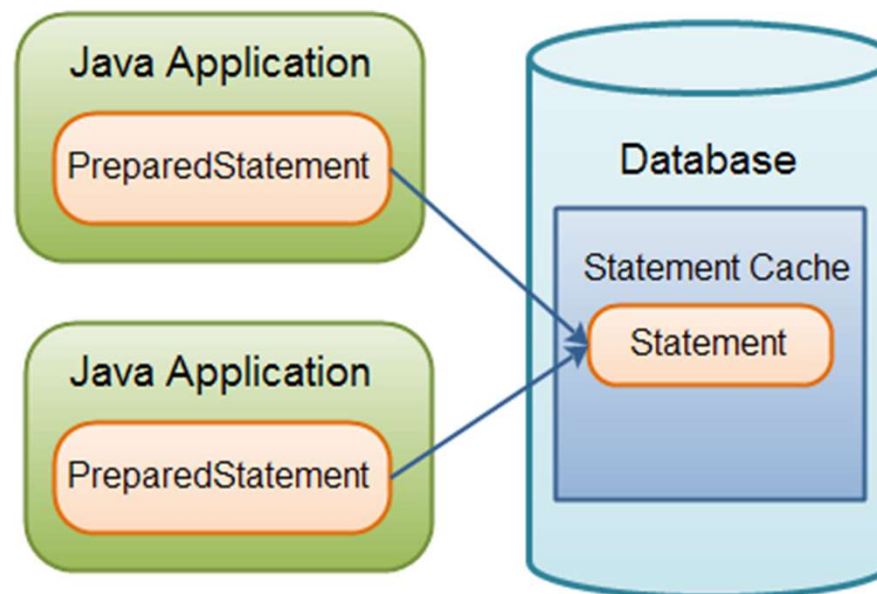 Java Application
PreparedStatement
Java Application
PreparedStatement
Database
Statement Cache
Statement